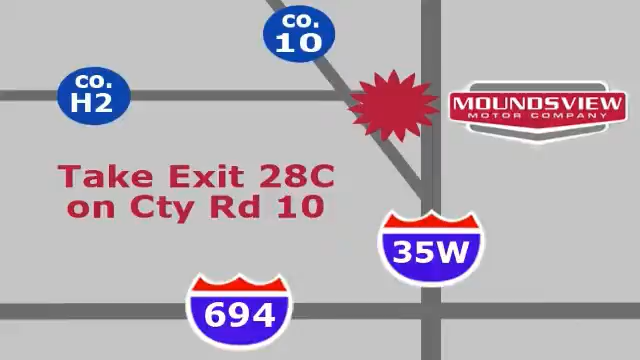 CO.
10
CO.
H2
MOUNDSVIEW
MOTOR COMPANY
Take Exit 28C
on Cty Rd 10
35W
694